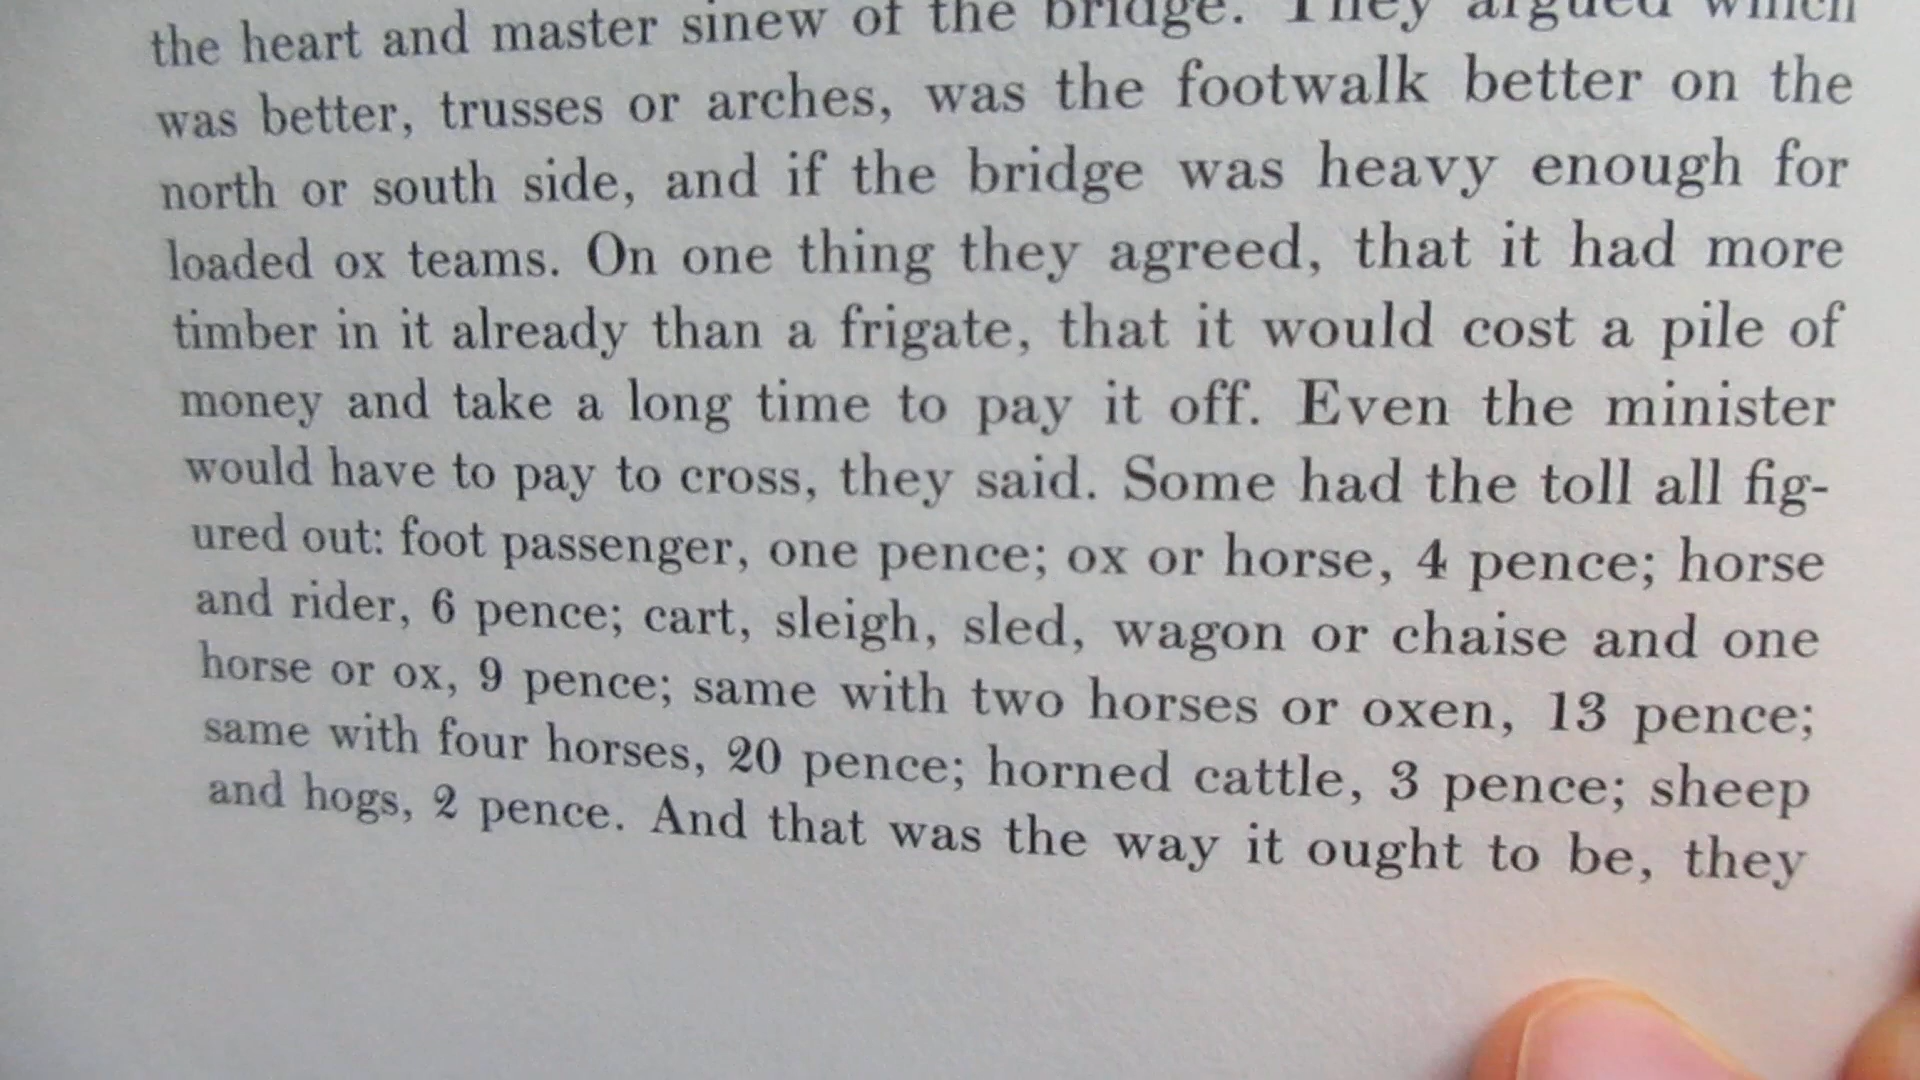 the heart and master sinew of the bridge. They argued which
was better, trusses or arches, was the footwalk better on the
north or south side, and if the bridge was heavy enough for
loaded ox teams. On one thing they agreed, that it had more
timber in it already than a frigate, that it would cost a pile of
money and take a long time to pay it off. Even the minister
would have to pay to cross, they said. Some had the toll all fig-
ured out: foot passenger, one pence; ox or horse, 4 pence; horse
and rider, 6 pence; cart, sleigh, sled, wagon or chaise and one
horse or ox, 9 pence; same with two horses or oxen, 13 pence;
same with four horses, 20 pence; horned cattle, 3 pence; sheep
and hogs, 2 pence. And that was the way it ought to be, they